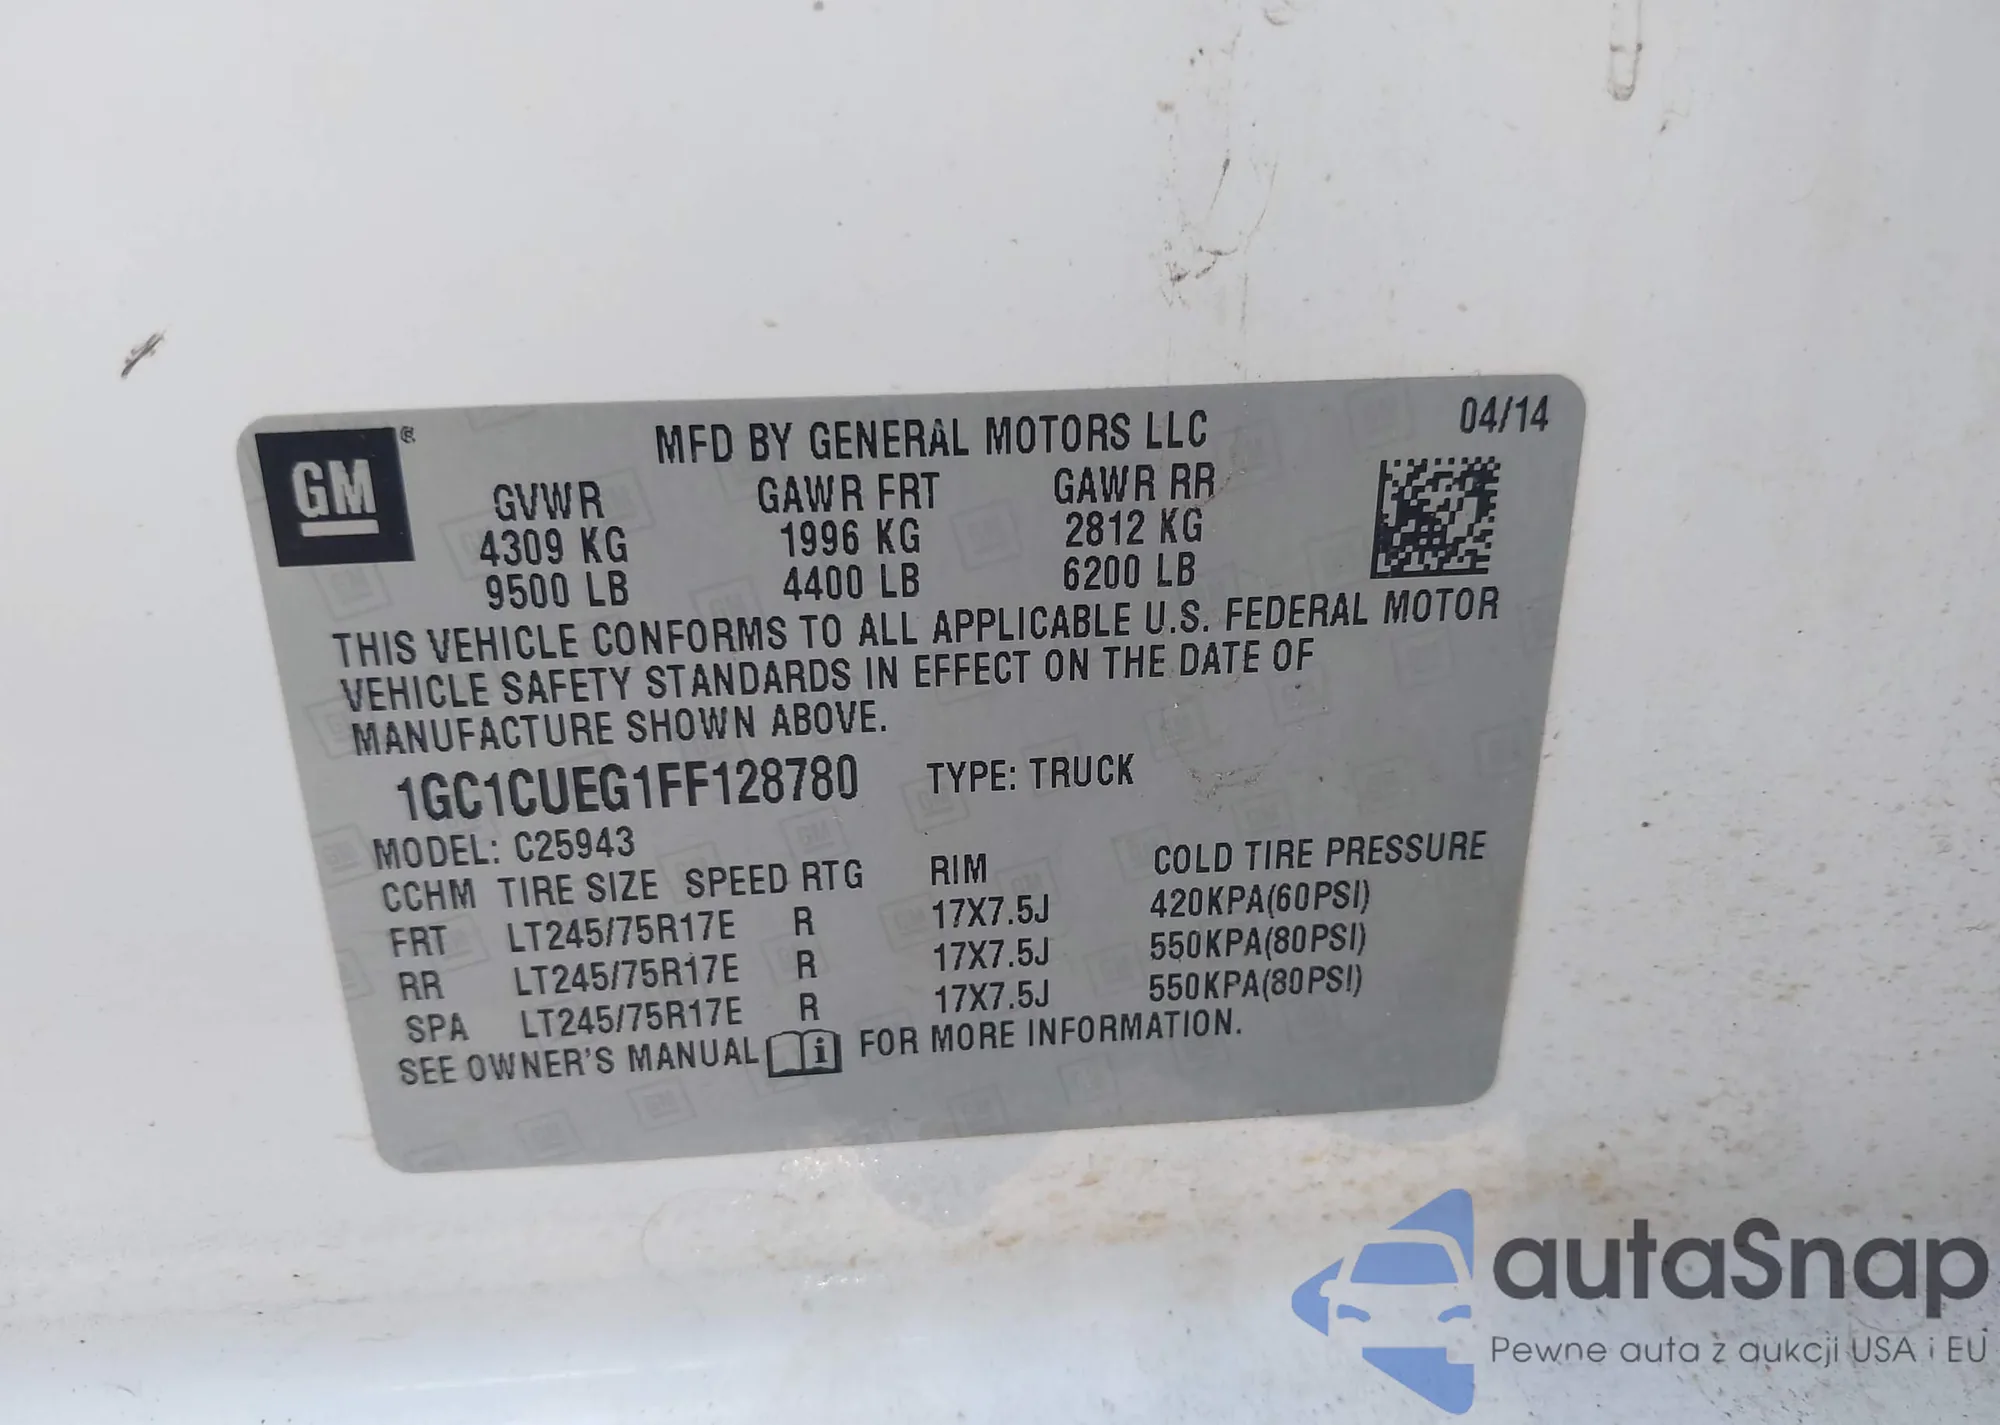 GM®
MFD BY GENERAL MOTORS LLC 04/14
GVWR GAWR FRT GAWR RR
4309 KG 1996 KG 2812 KG
9500 LB 4400 LB 6200 LB
THIS VEHICLE CONFORMS TO ALL APPLICABLE U.S. FEDERAL MOTOR
VEHICLE SAFETY STANDARDS IN EFFECT ON THE DATE OF
MANUFACTURE SHOWN ABOVE.
1GC1CUEG1FF128780 TYPE: TRUCK
MODEL: C25943
CCHM TIRE SIZE SPEED RTG RIM COLD TIRE PRESSURE
FRT LT245/75R17E R 17X7.5J 420KPA(60PSI)
RR LT245/75R17E R 17X7.5J 550KPA(80PSI)
SPA LT245/75R17E R 17X7.5J 550KPA(80PSI)
SEE OWNER'S MANUAL i FOR MORE INFORMATION.
autaSnap
Pewne auta z aukcji USA i EU